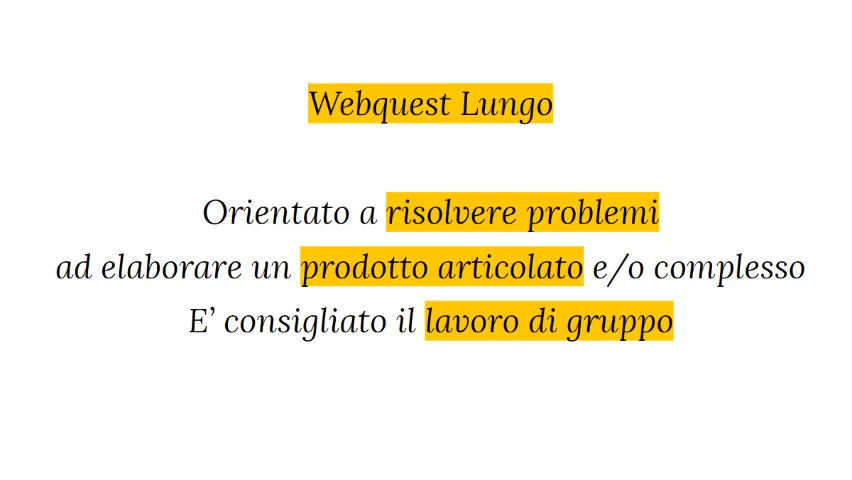 Webquest Lungo
Orientato a risolvere problemi
ad elaborare un prodotto articolato e/o complesso
E’ consigliato il lavoro di gruppo